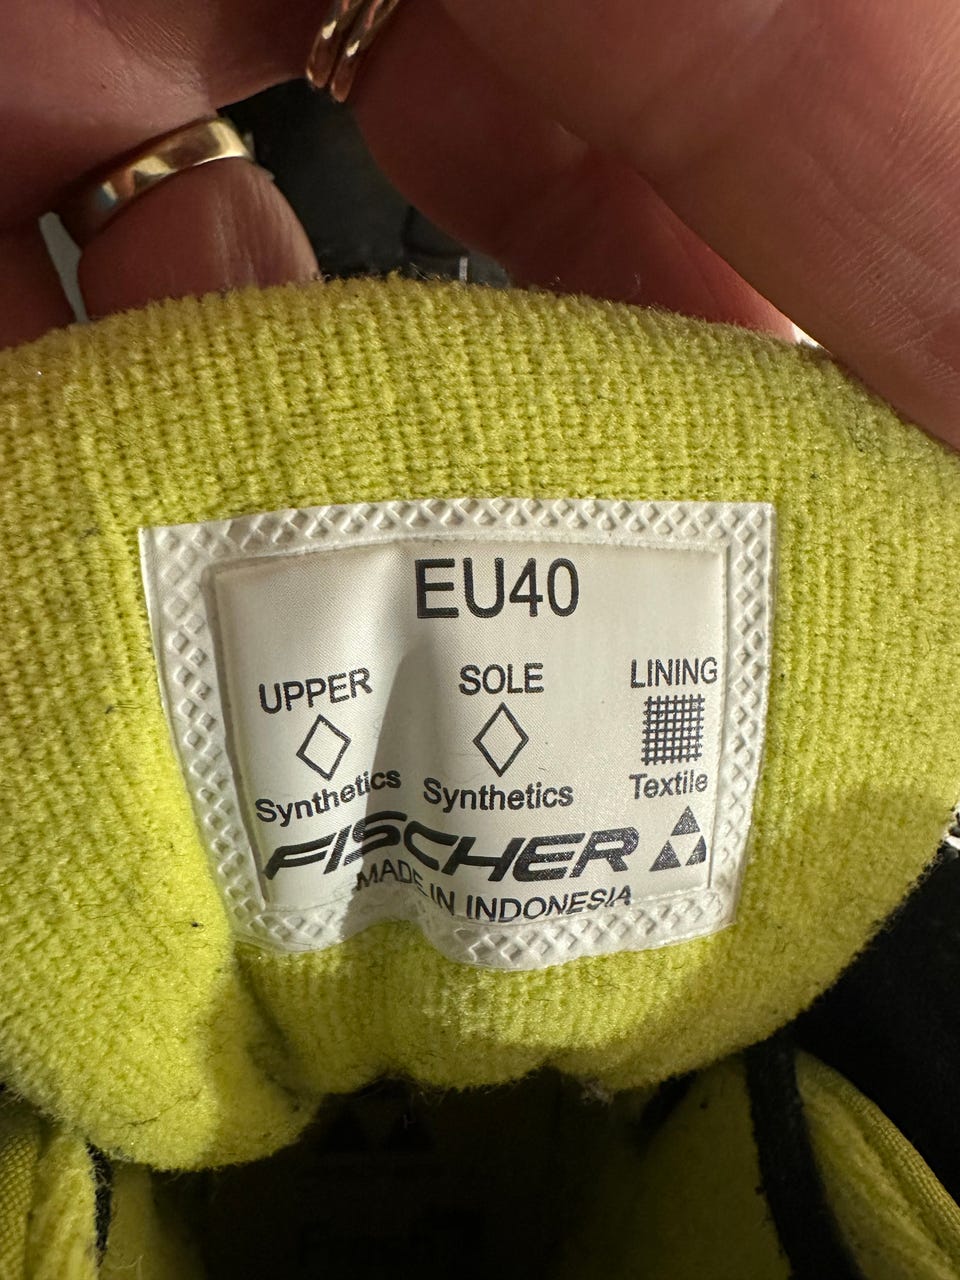 EU40
UPPER SOLE LINING
Synthetics Synthetics Textile
FISCHER
MADE IN INDONESIA